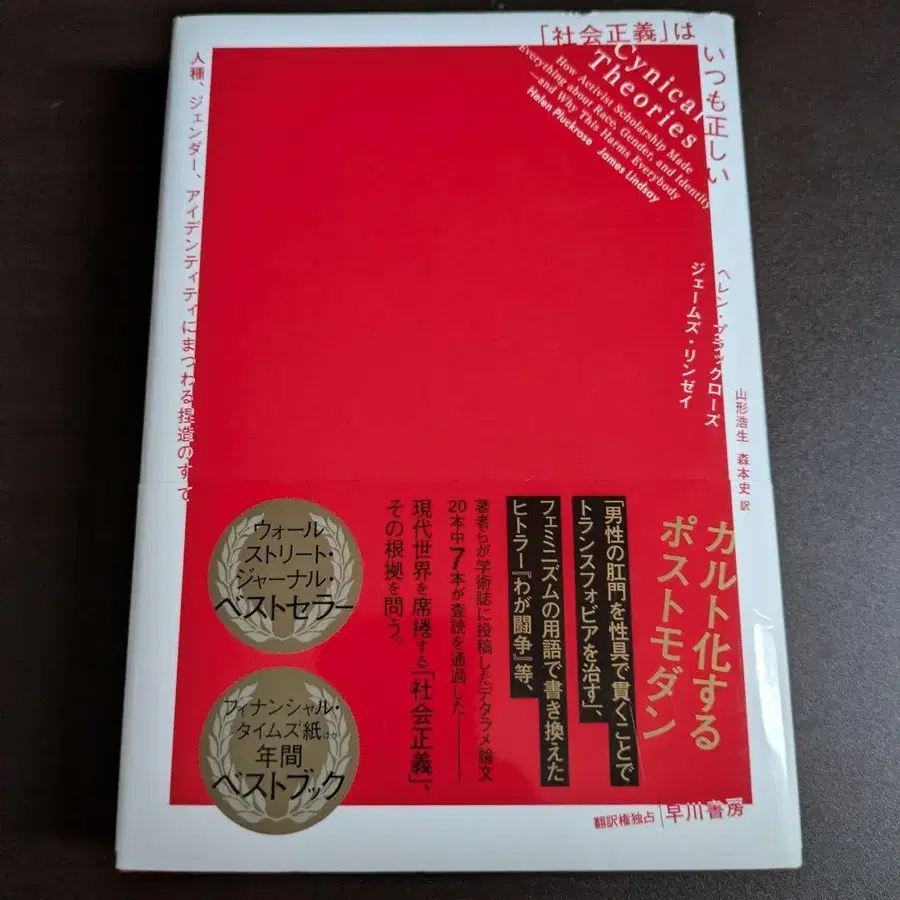 「社会正義」は
いつも正しい
Cynical
Theories
How Activist Scholarship Made
Everything about Race, Gender, and Identity
—and Why This Harms Everybody
Helen Pluckrose James Lindsay
人種、ジェンダー、アイデンティティにまつわる捏造のすべて
ヘレン・プラックローズ
ジェームズ・リンゼイ
山形浩生 森本史 訳
カルト化する
ポストモダン
「男性の肛門を性具で貫くことで
トランスフォビアを治す」、
フェミニズムの用語で書き換えた
ヒトラー『わが闘争』等、
著者らが学術誌に投稿したデタラメ論文
20本中7本が査読を通過した――
現代世界を席捲する「社会正義」、
その根拠を問う。
ウォール
ストリート・
ジャーナル・
ベストセラー
フィナンシャル・
タイムズ紙ほか
年間
ベストブック
翻訳権独占 早川書房